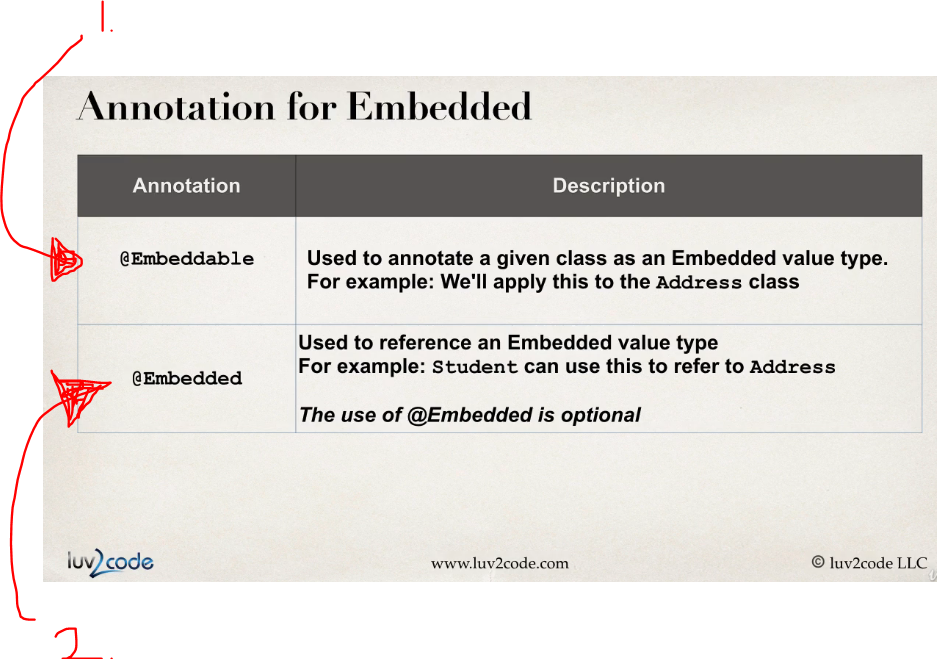 1.
Annotation for Embedded
Annotation Description
@Embeddable Used to annotate a given class as an Embedded value type.
For example: We'll apply this to the Address class
Used to reference an Embedded value type
For example: Student can use this to refer to Address
@Embedded
The use of @Embedded is optional
luv2code www.luv2code.com © luv2code LLC
2.